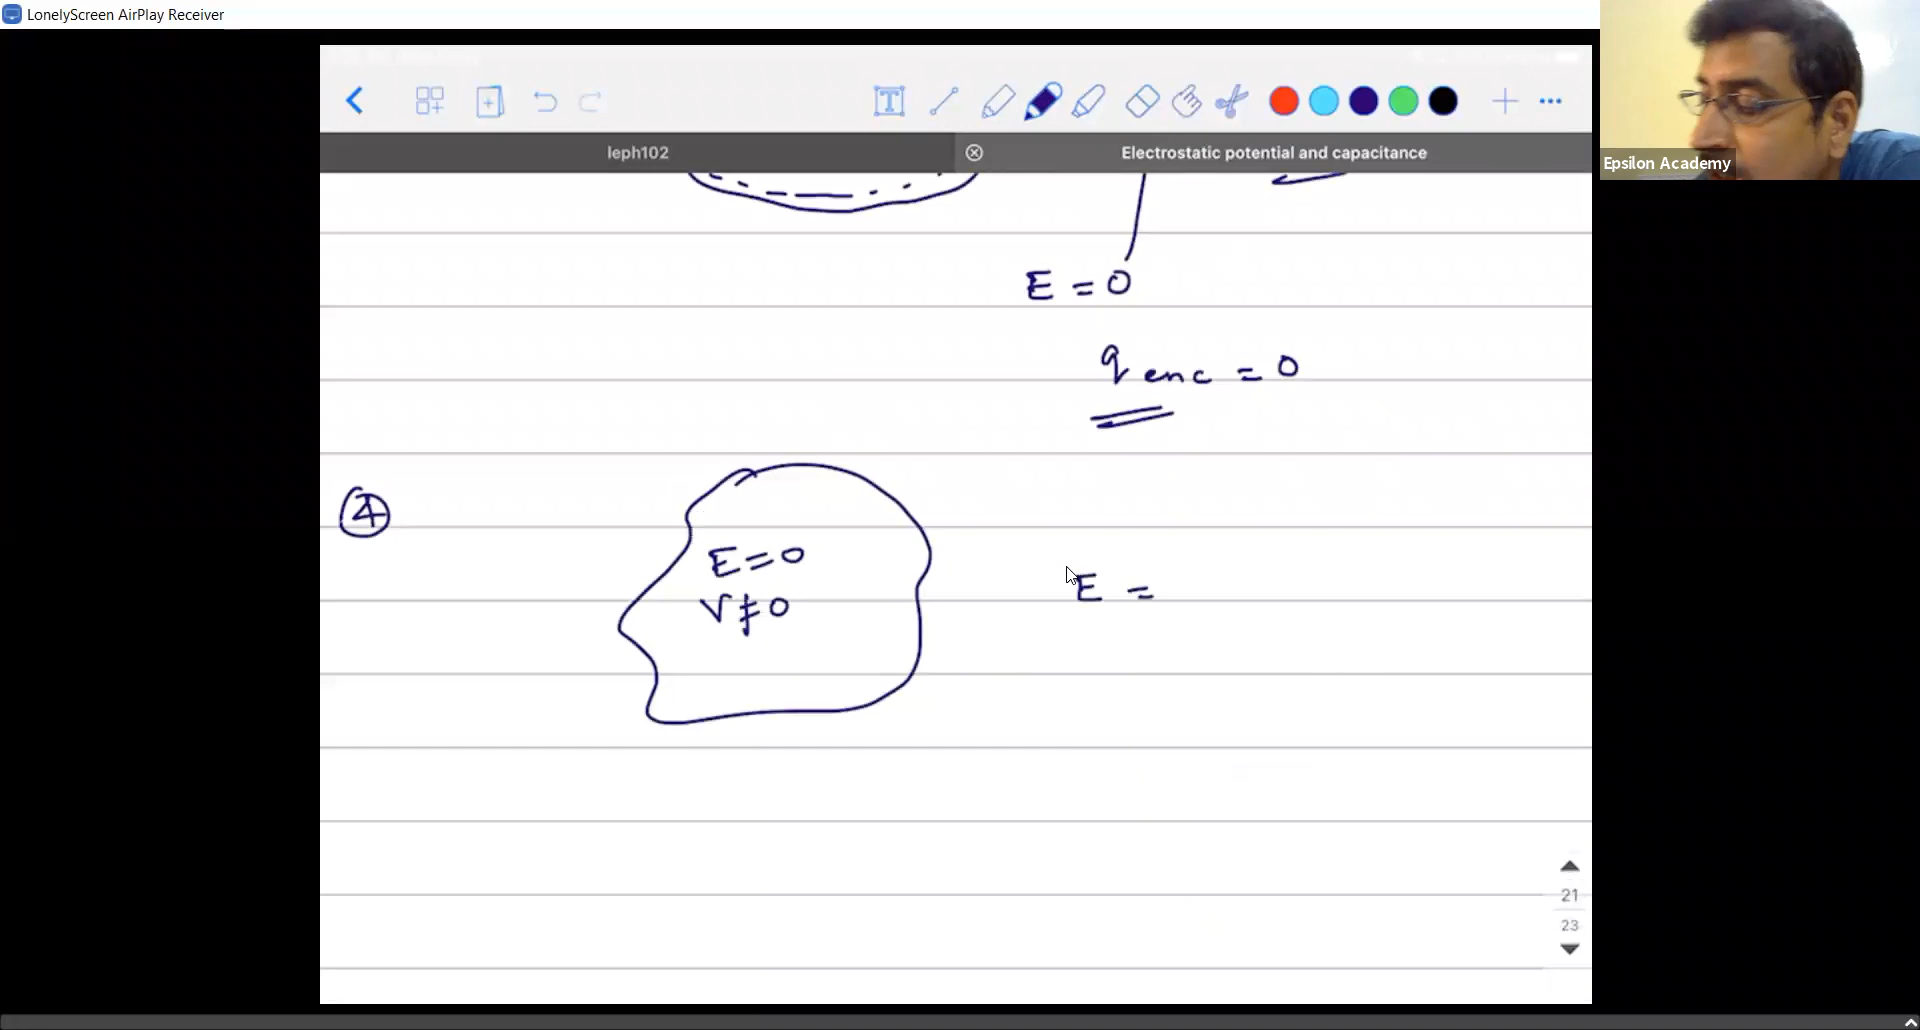 LonelyScreen AirPlay Receiver
T
leph102
Electrostatic potential and capacitance
Epsilon Academy
E = 0
q enc = 0
④
E = 0
V ≠ 0
E =
21
23